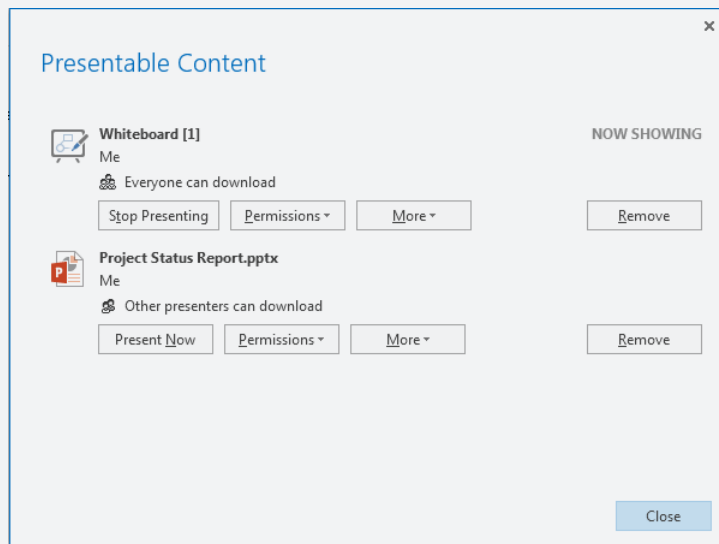 Presentable Content
Whiteboard [1]
NOW SHOWING
Me
Everyone can download
Stop Presenting Permissions More Remove
P
Project Status Report.pptx
Me
Other presenters can download
Present Now Permissions More Remove
Close